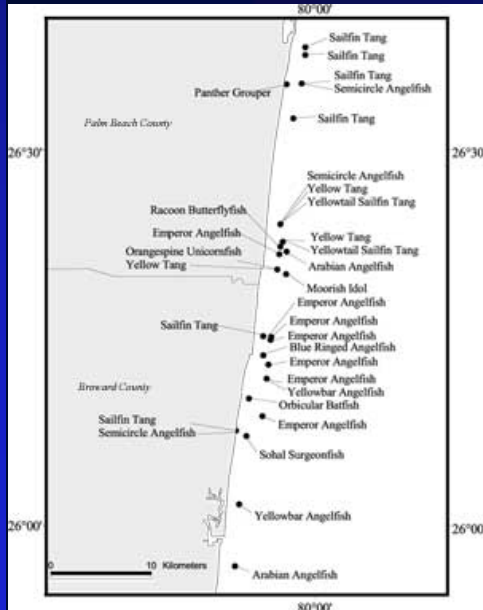 80°00'
Sailfin Tang
Sailfin Tang
Sailfin Tang
Panther Grouper
Semicircle Angelfish
Sailfin Tang
Palm Beach County
26°30'
26°30'
Semicircle Angelfish
Yellow Tang
Yellowtail Sailfin Tang
Racoon Butterflyfish
Emperor Angelfish
Yellow Tang
Orangespine Unicornfish
Yellowtail Sailfin Tang
Yellow Tang
Arabian Angelfish
Moorish Idol
Emperor Angelfish
Sailfin Tang
Emperor Angelfish
Emperor Angelfish
Blue Ringed Angelfish
Emperor Angelfish
Broward County
Emperor Angelfish
Yellowbar Angelfish
Orbicular Batfish
Sailfin Tang
Emperor Angelfish
Semicircle Angelfish
Sohal Surgeonfish
Yellowbar Angelfish
26°00'
26°00'
0 10 Kilometers
Arabian Angelfish
80°00'